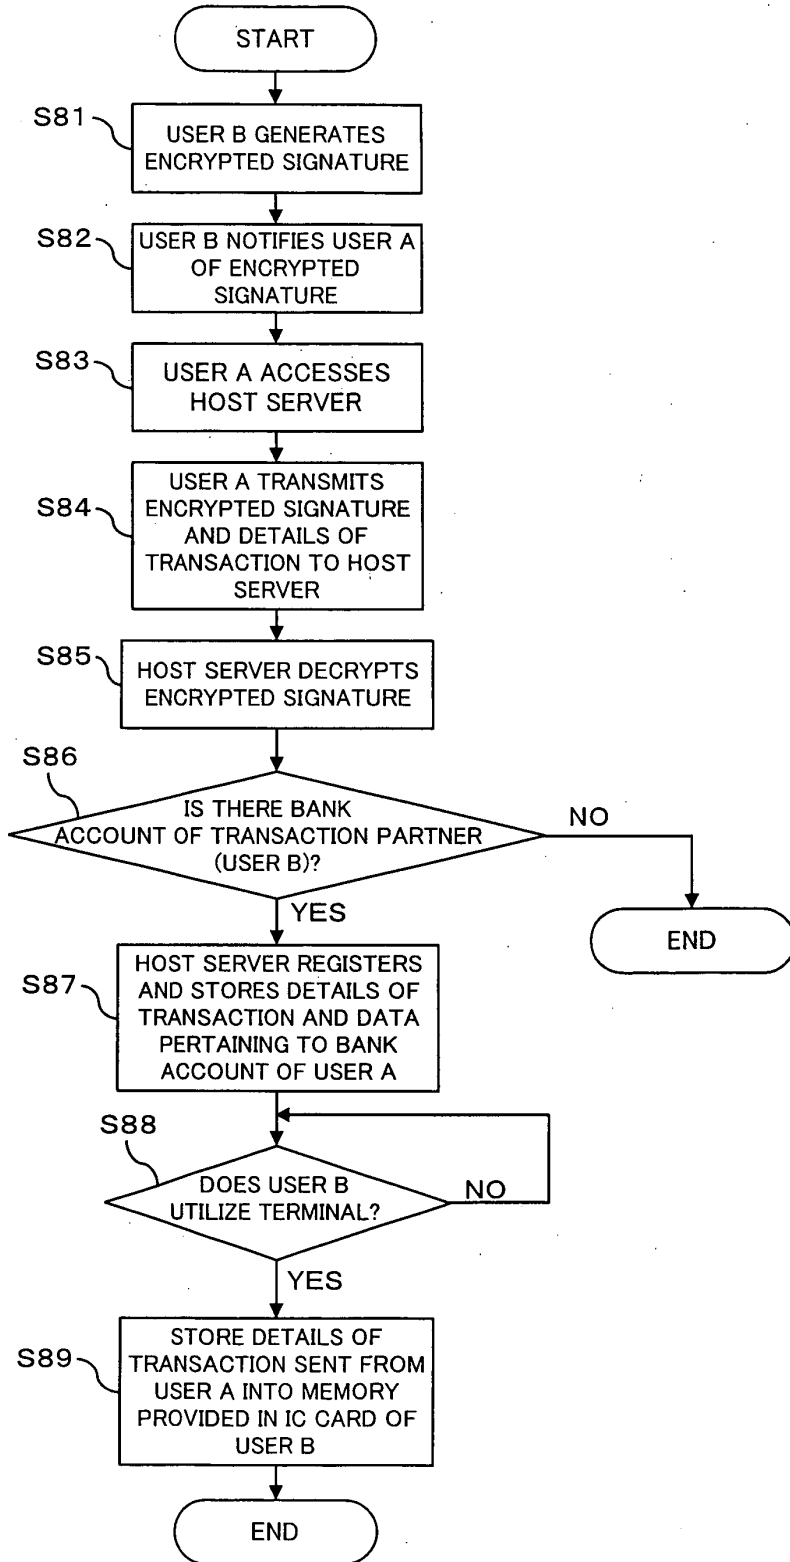 START
S81
USER B GENERATES
ENCRYPTED SIGNATURE
S82
USER B NOTIFIES USER A
OF ENCRYPTED
SIGNATURE
S83
USER A ACCESSES
HOST SERVER
S84
USER A TRANSMITS
ENCRYPTED SIGNATURE
AND DETAILS OF
TRANSACTION TO HOST
SERVER
S85
HOST SERVER DECRYPTS
ENCRYPTED SIGNATURE
S86
IS THERE BANK
ACCOUNT OF TRANSACTION PARTNER
(USER B)?
NO
YES
END
S87
HOST SERVER REGISTERS
AND STORES DETAILS OF
TRANSACTION AND DATA
PERTAINING TO BANK
ACCOUNT OF USER A
S88
DOES USER B
UTILIZE TERMINAL?
NO
YES
S89
STORE DETAILS OF
TRANSACTION SENT FROM
USER A INTO MEMORY
PROVIDED IN IC CARD OF
USER B
END